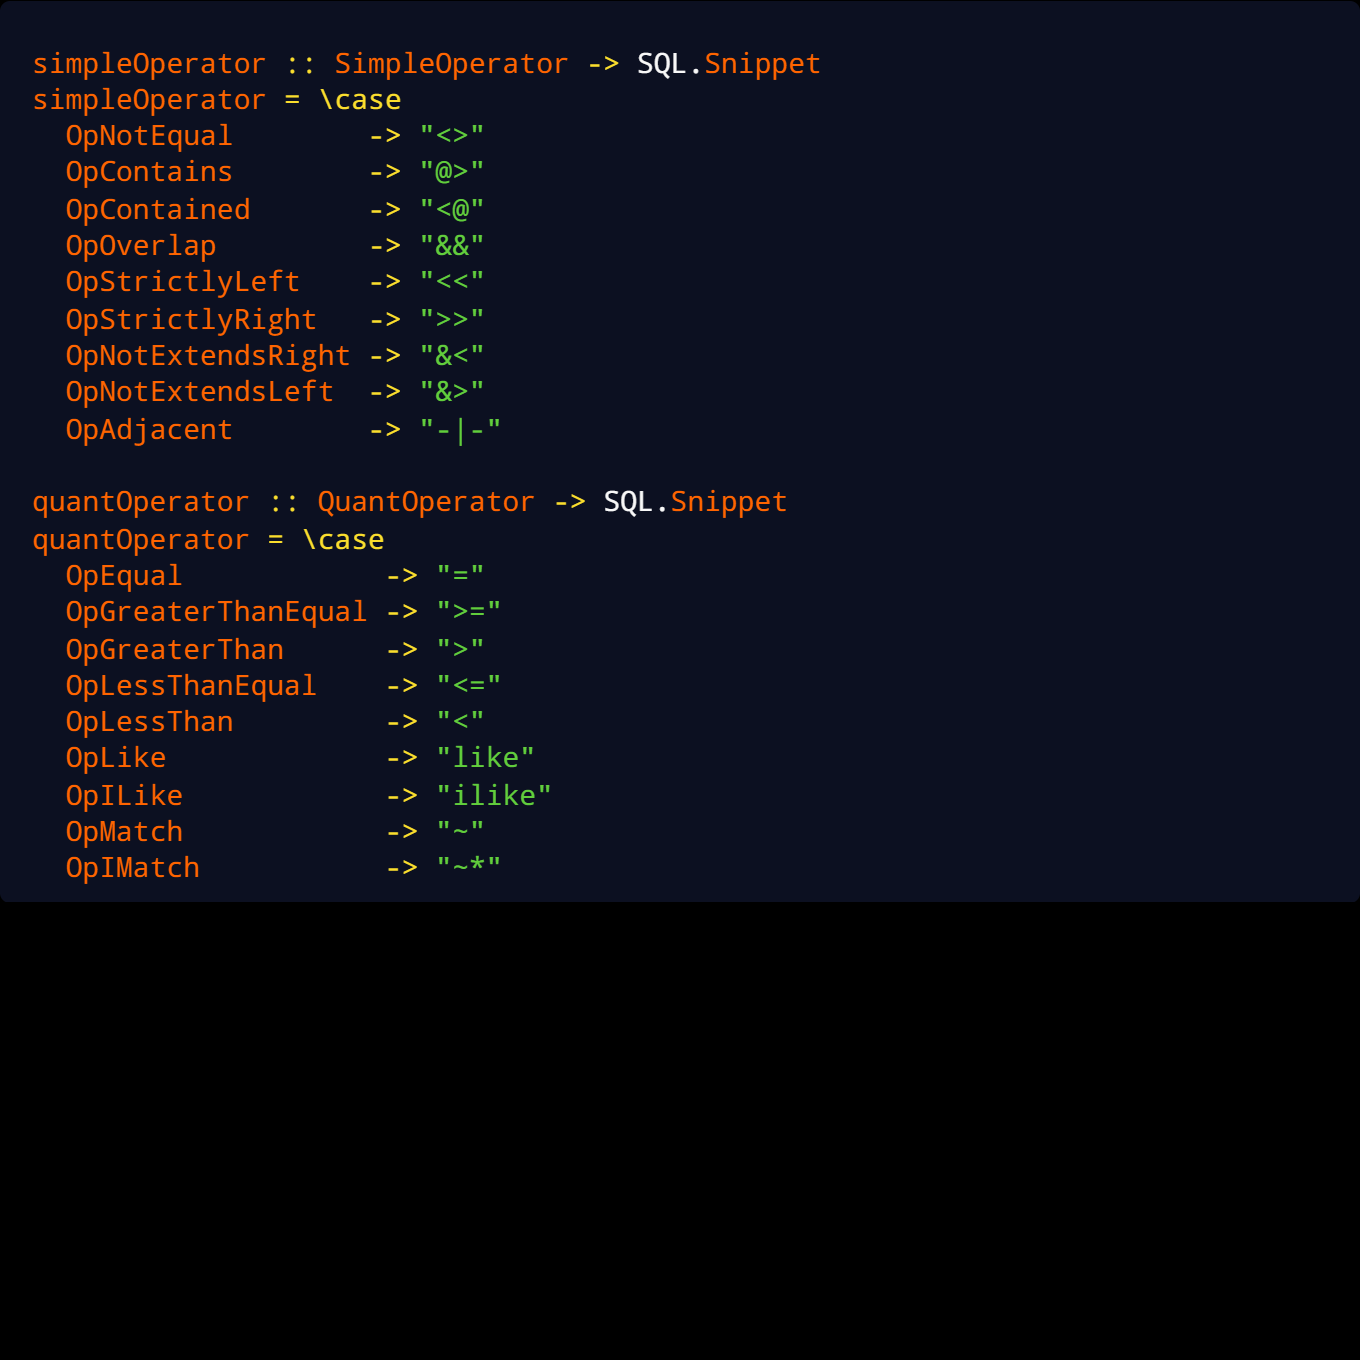 simpleOperator :: SimpleOperator -> SQL.Snippet
simpleOperator = \case
  OpNotEqual        -> "<>"
  OpContains        -> "@>"
  OpContained       -> "<@"
  OpOverlap         -> "&&"
  OpStrictlyLeft    -> "<<"
  OpStrictlyRight   -> ">>"
  OpNotExtendsRight -> "&<"
  OpNotExtendsLeft  -> "&>"
  OpAdjacent        -> "-|-"

quantOperator :: QuantOperator -> SQL.Snippet
quantOperator = \case
  OpEqual            -> "="
  OpGreaterThanEqual -> ">="
  OpGreaterThan      -> ">"
  OpLessThanEqual    -> "<="
  OpLessThan         -> "<"
  OpLike             -> "like"
  OpILike            -> "ilike"
  OpMatch            -> "~"
  OpIMatch           -> "~*"